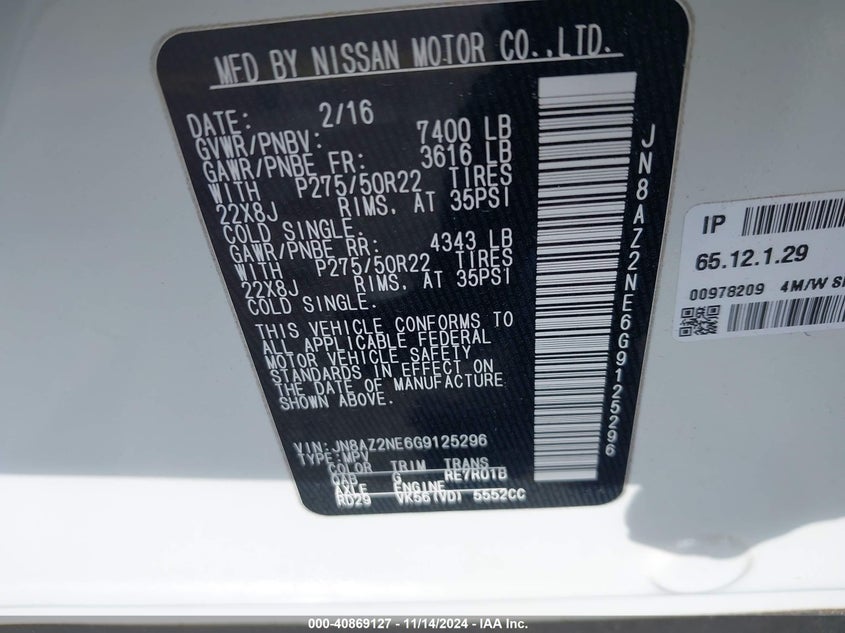 MFD BY NISSAN MOTOR CO.,LTD.
DATE: 2/16
GVWR/PNBV: 7400 LB
GAWR/PNBE FR: 3616 LB
WITH P275/50R22 TIRES
22X8J RIMS, AT 35PSI
COLD SINGLE.
GAWR/PNBE RR: 4343 LB
WITH P275/50R22 TIRES
22X8J RIMS, AT 35PSI
COLD SINGLE.
THIS VEHICLE CONFORMS TO
ALL APPLICABLE FEDERAL
MOTOR VEHICLE SAFETY
STANDARDS IN EFFECT ON
THE DATE OF MANUFACTURE
SHOWN ABOVE.
VIN:JN8AZ2NE6G9125296
TYPE:MPV
COLOR TRIM TRANS
QAB G RE7R01B
AXLE ENGINE
RD29 VK56(VD) 5552CC
JN8AZ2NE6G9125296
IP
65.12.1.29
00978209 4M/W
000-40869127 - 11/14/2024 - IAA Inc.